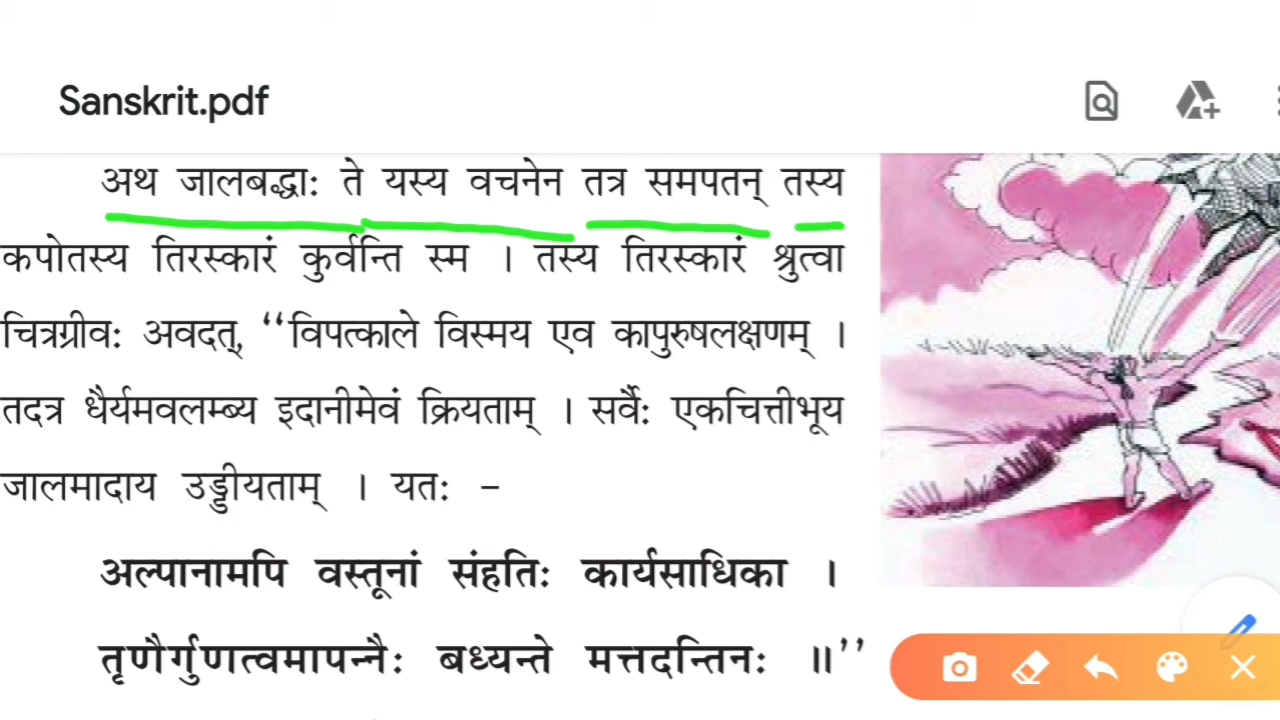 Sanskrit.pdf
अथ जालबद्धाः ते यस्य वचनेन तत्र समपतन् तस्य
कपोतस्य तिरस्कारं कुर्वन्ति स्म । तस्य तिरस्कारं श्रुत्वा
चित्रग्रीवः अवदत्, “विपत्काले विस्मय एव कापुरुषलक्षणम् ।
तदत्र धैर्यमवलम्ब्य इदानीमेवं क्रियताम् । सर्वैः एकचित्तीभूय
जालमादाय उड्डीयताम् । यतः –
अल्पानामपि वस्तूनां संहतिः कार्यसाधिका ।
तृणैर्गुणत्वमापन्नैः बध्यन्ते मत्तदन्तिनः ॥”